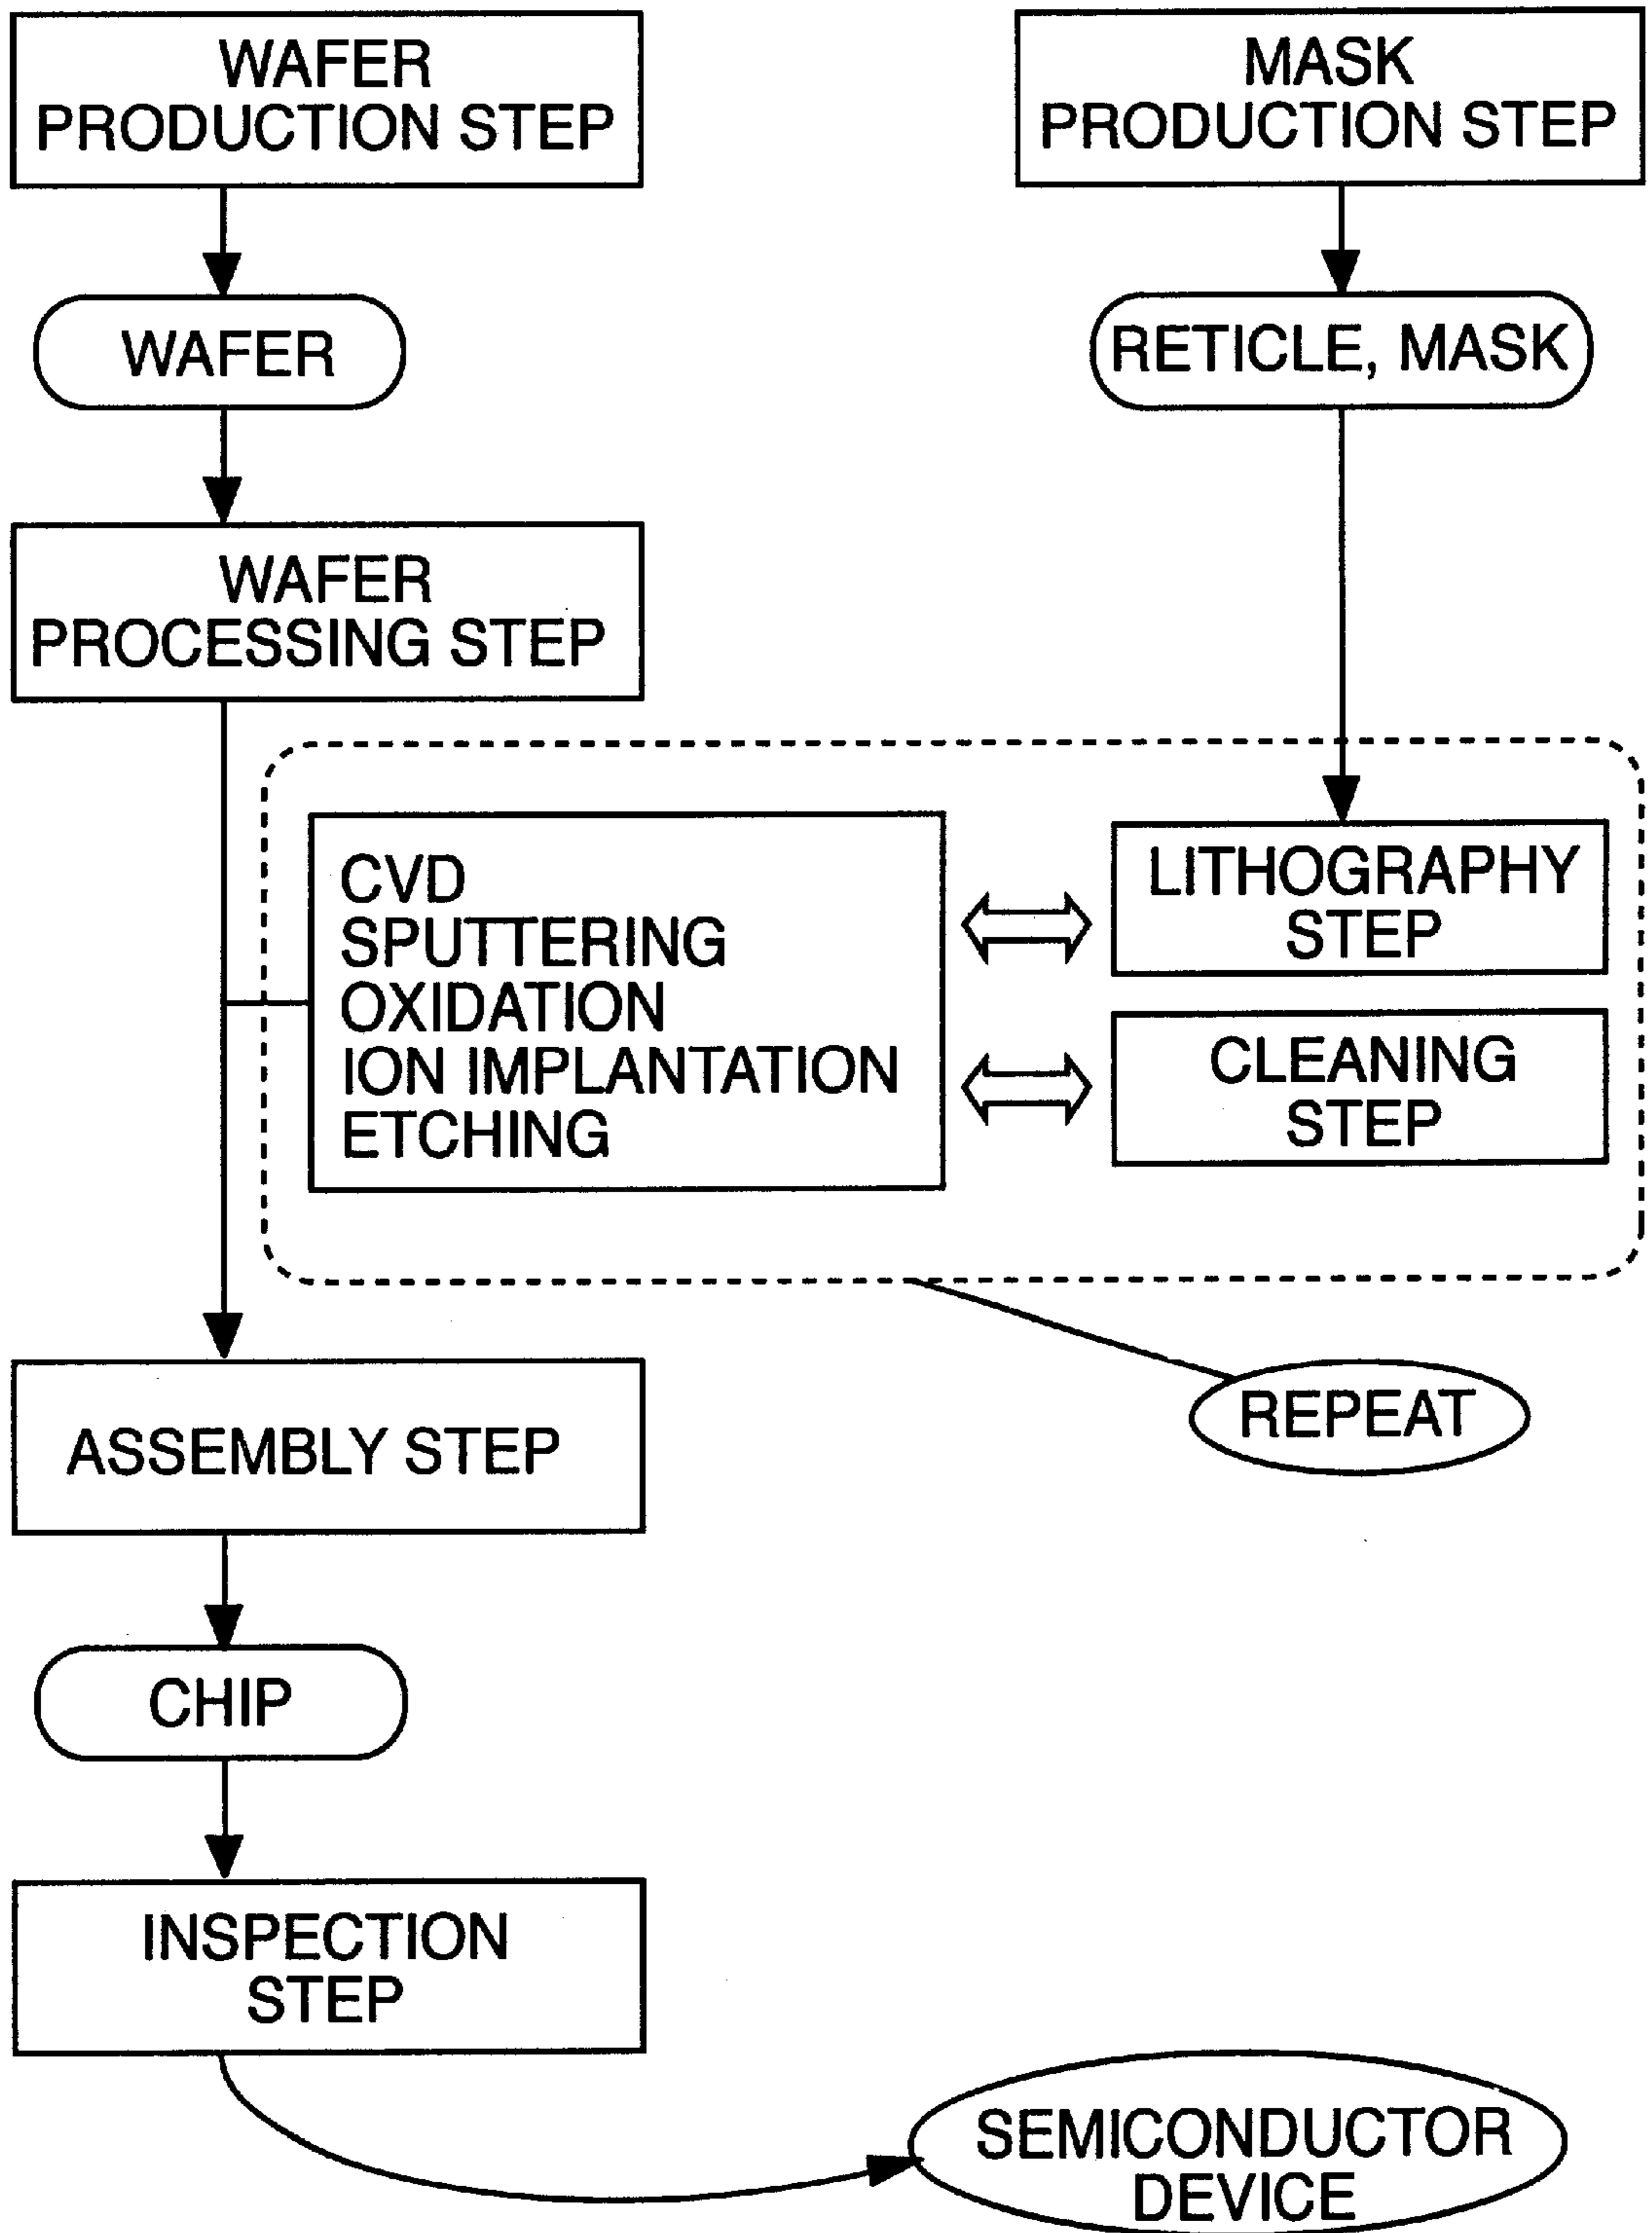 WAFER
PRODUCTION STEP
MASK
PRODUCTION STEP
WAFER
RETICLE, MASK
WAFER
PROCESSING STEP
CVD
SPUTTERING
OXIDATION
ION IMPLANTATION
ETCHING
LITHOGRAPHY
STEP
CLEANING
STEP
REPEAT
ASSEMBLY STEP
CHIP
INSPECTION
STEP
SEMICONDUCTOR
DEVICE